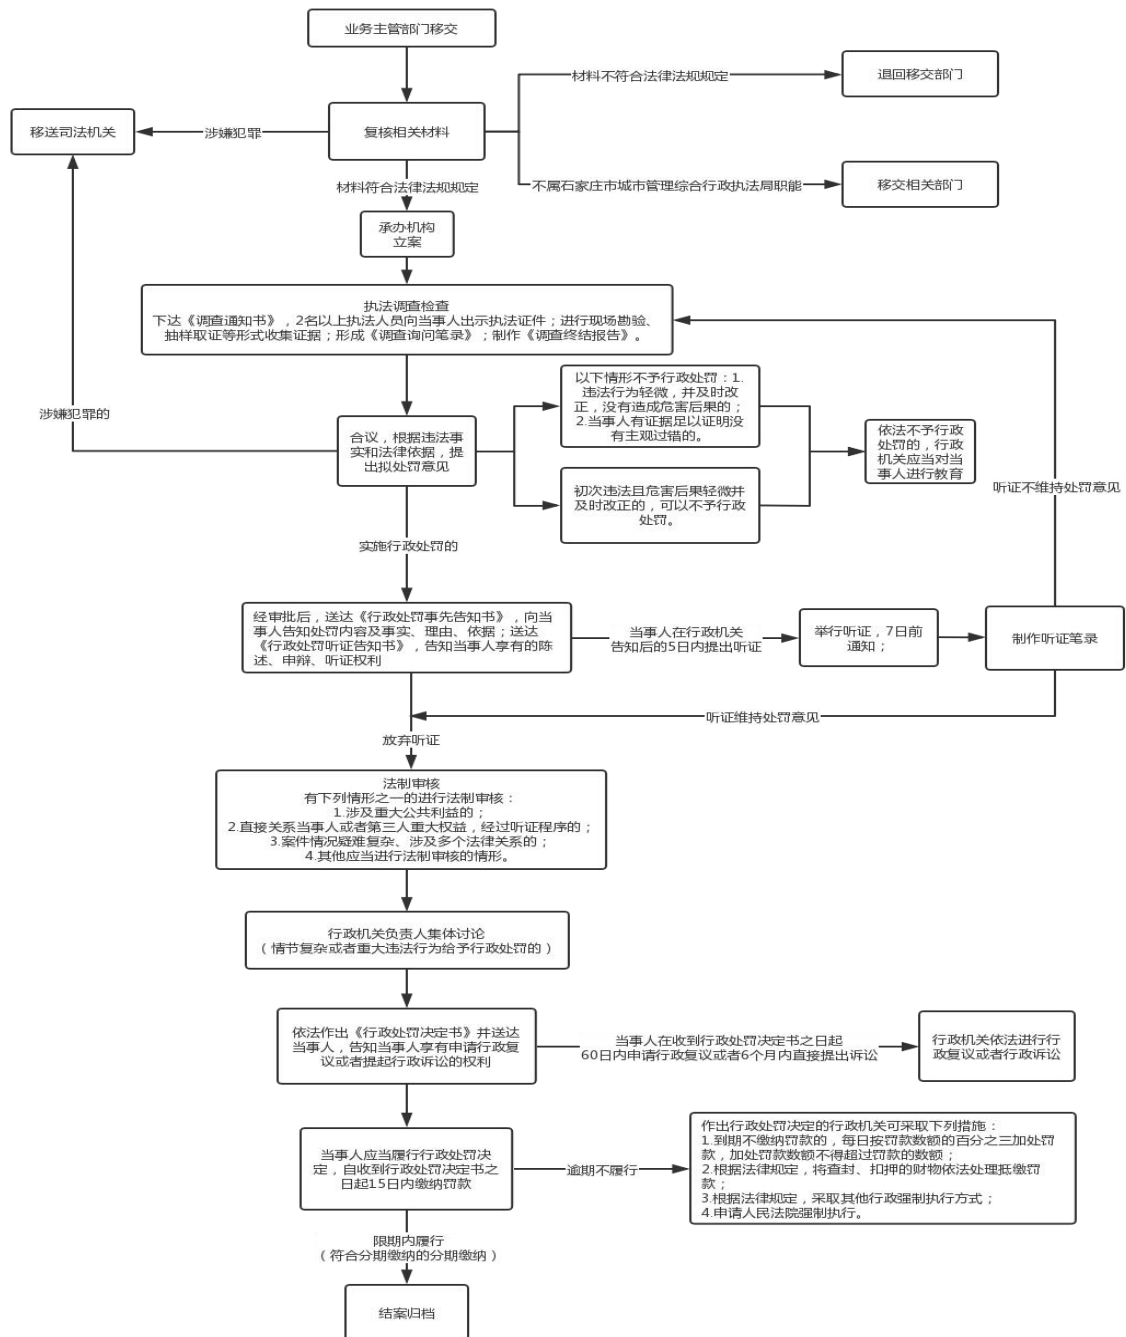 业务主管部门移交
材料不符合法律法规规定
退回移交部门
移送司法机关
涉嫌犯罪
复核相关材料
不属石家庄市城市管理综合行政执法局职能
移交相关部门
材料符合法律法规规定
承办机构
立案
执法调查检查
下达《调查通知书》，2名以上执法人员向当事人出示执法证件；进行现场勘验、
抽样取证等形式收集证据；形成《调查询问笔录》；制作《调查终结报告》。
涉嫌犯罪的
合议，根据违法事
实和法律依据，提
出拟处罚意见
以下情形不予行政处罚：1.
违法行为轻微，并及时改
正，没有造成危害后果的；
2.当事人有证据足以证明没
有主观过错的。
初次违法且危害后果轻微并
及时改正的，可以不予行政
处罚。
依法不予行政
处罚的，行政
机关应当对当
事人进行教育
听证不维持处罚意见
实施行政处罚的
经审批后，送达《行政处罚事先告知书》，向当
事人告知处罚内容及事实、理由、依据；送达
《行政处罚听证告知书》，告知当事人享有的陈
述、申辩、听证权利
当事人在行政机关
告知后的5日内提出听证
举行听证，7日前
通知；
制作听证笔录
听证维持处罚意见
放弃听证
法制审核
有下列情形之一的进行法制审核：
1.涉及重大公共利益的；
2.直接关系当事人或者第三人重大权益，经过听证程序的；
3.案件情况疑难复杂、涉及多个法律关系的；
4.其他应当进行法制审核的情形。
行政机关负责人集体讨论
（情节复杂或者重大违法行为给予行政处罚的）
依法作出《行政处罚决定书》并送达
当事人，告知当事人享有申请行政复
议或者提起行政诉讼的权利
当事人在收到行政处罚决定书之日起
60日内申请行政复议或者6个月内直接提出诉讼
行政机关依法进行行
政复议或者行政诉讼
当事人应当履行行政处罚决
定，自收到行政处罚决定书之
日起15日内缴纳罚款
逾期不履行
作出行政处罚决定的行政机关可采取下列措施：
1.到期不缴纳罚款的，每日按罚款数额的百分之三加处罚
款，加处罚款数额不得超过罚款的数额；
2.根据法律规定，将查封、扣押的财物依法处理抵缴罚
款；
3.根据法律规定，采取其他行政强制执行方式；
4.申请人民法院强制执行。
限期内履行
（符合分期缴纳的分期缴纳）
结案归档